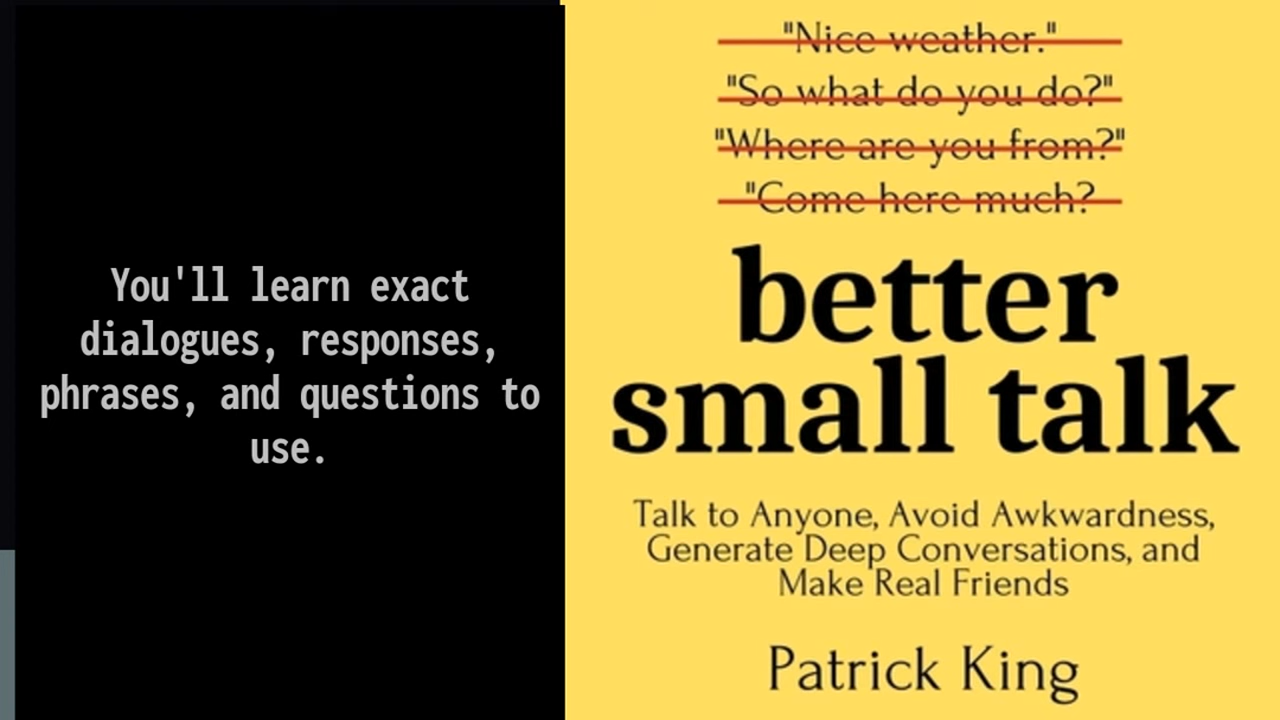 You'll learn exact
dialogues, responses,
phrases, and questions to
use.
"Nice weather."
"So what do you do?"
"Where are you from?"
"Come here much?
better
small talk
Talk to Anyone, Avoid Awkwardness,
Generate Deep Conversations, and
Make Real Friends
Patrick King